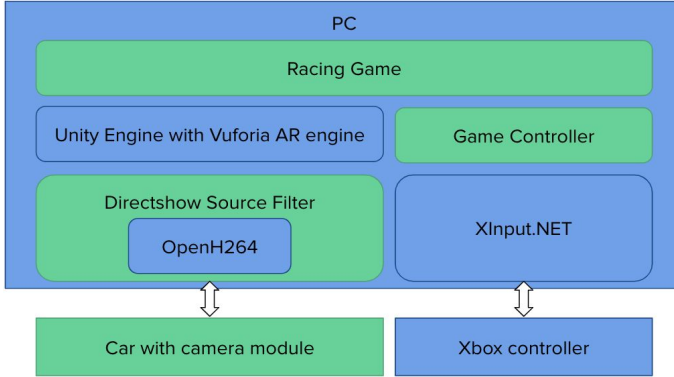 PC
Racing Game
Unity Engine with Vuforia AR engine
Game Controller
Directshow Source Filter
OpenH264
XInput.NET
Car with camera module
Xbox controller